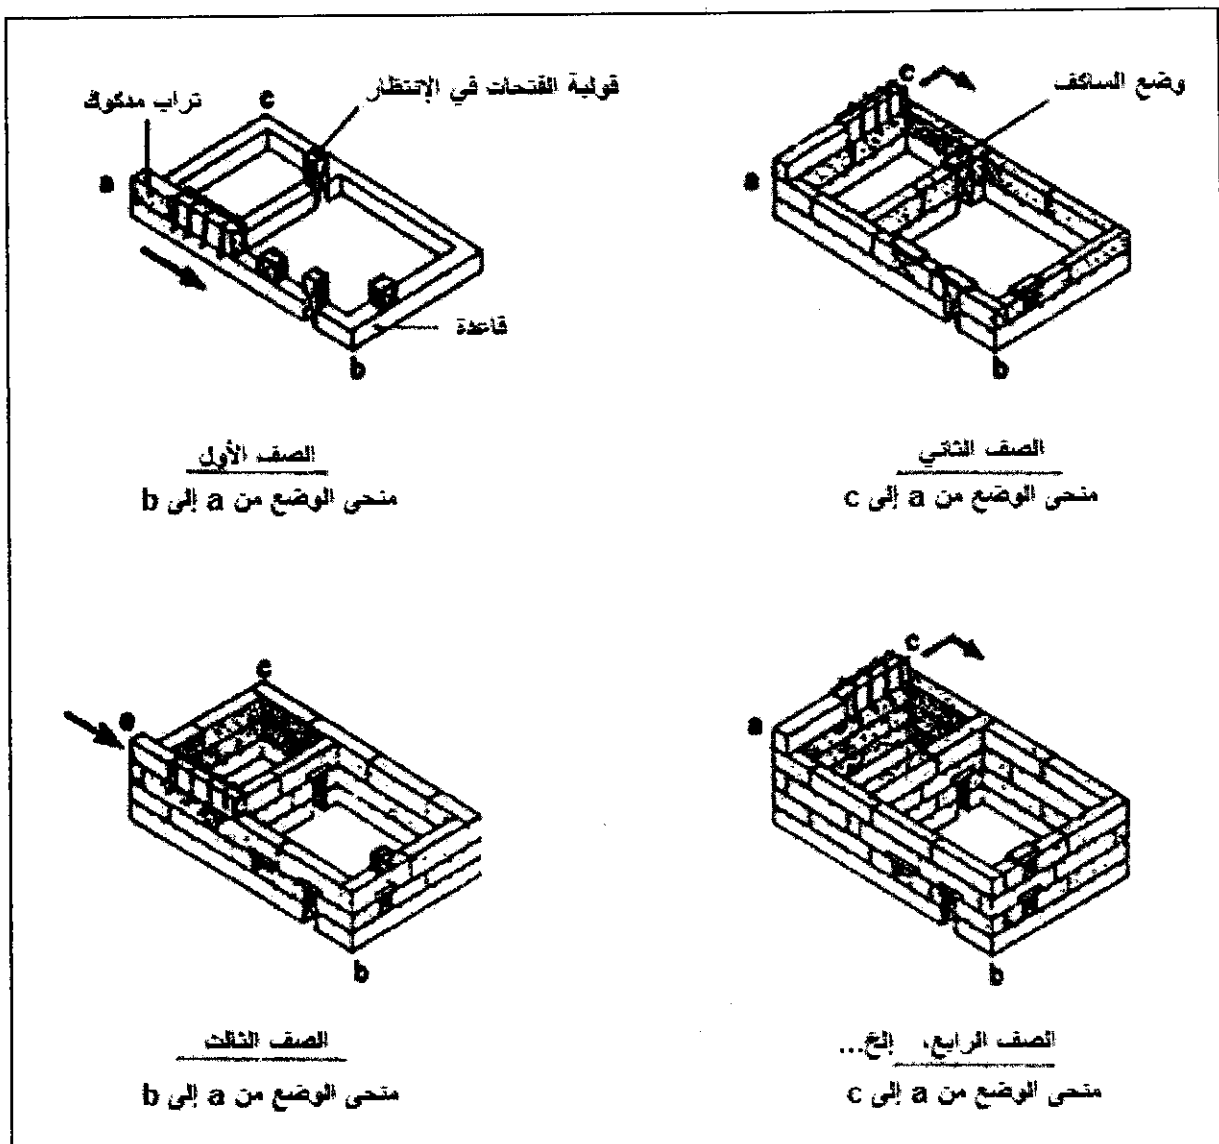 تراب مدكوك
قولبة الفتحات في الإنتظار
c
a
قاعدة
b
الصف الأول
منحى الوضع من a إلى b
c
وضع الساكف
a
b
الصف الثاني
منحى الوضع من a إلى c
c
a
b
الصف الثالث
منحى الوضع من a إلى b
c
a
b
الصف الرابع، إلخ...
منحى الوضع من a إلى c